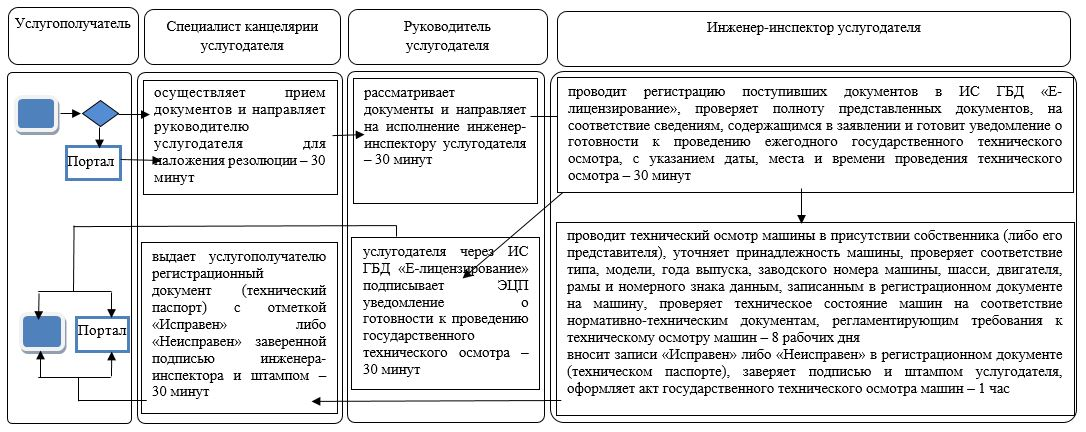 Услугополучатель
Специалист канцелярии
услугодателя
Руководитель
услугодателя
Инженер-инспектор услугодателя
осуществляет прием
документов и направляет
руководителю
услугодателя для
наложения резолюции – 30
минут
Портал
рассматривает
документы и направляет
на исполнение инженер-
инспектору услугодателя
– 30 минут
проводит регистрацию поступивших документов в ИС ГБД «Е-
лицензирование», проверяет полноту представленных документов, на
соответствие сведениям, содержащимся в заявлении и готовит уведомление о
готовности к проведению ежегодного государственного технического
осмотра, с указанием даты, места и времени проведения технического
осмотра – 30 минут
услугодателя через ИС
ГБД «Е-лицензирование»
подписывает ЭЦП
уведомление о
готовности к проведению
государственного
технического осмотра –
30 минут
проводит технический осмотр машины в присутствии собственника (либо его
представителя), уточняет принадлежность машины, проверяет соответствие
типа, модели, года выпуска, заводского номера машины, шасси, двигателя,
рамы и номерного знака данным, записанным в регистрационном документе
на машину, проверяет техническое состояние машин на соответствие
нормативно-техническим документам, регламентирующим требования к
техническому осмотру машин – 8 рабочих дня
вносит записи «Исправен» либо «Неисправен» в регистрационном документе
(техническом паспорте), заверяет подписью и штампом услугодателя,
оформляет акт государственного технического осмотра машин – 1 час
выдает услугополучателю
регистрационный
документ (технический
паспорт) с отметкой
«Исправен» либо
«Неисправен» заверенной
подписью инженера-
инспектора и штампом –
30 минут
Портал